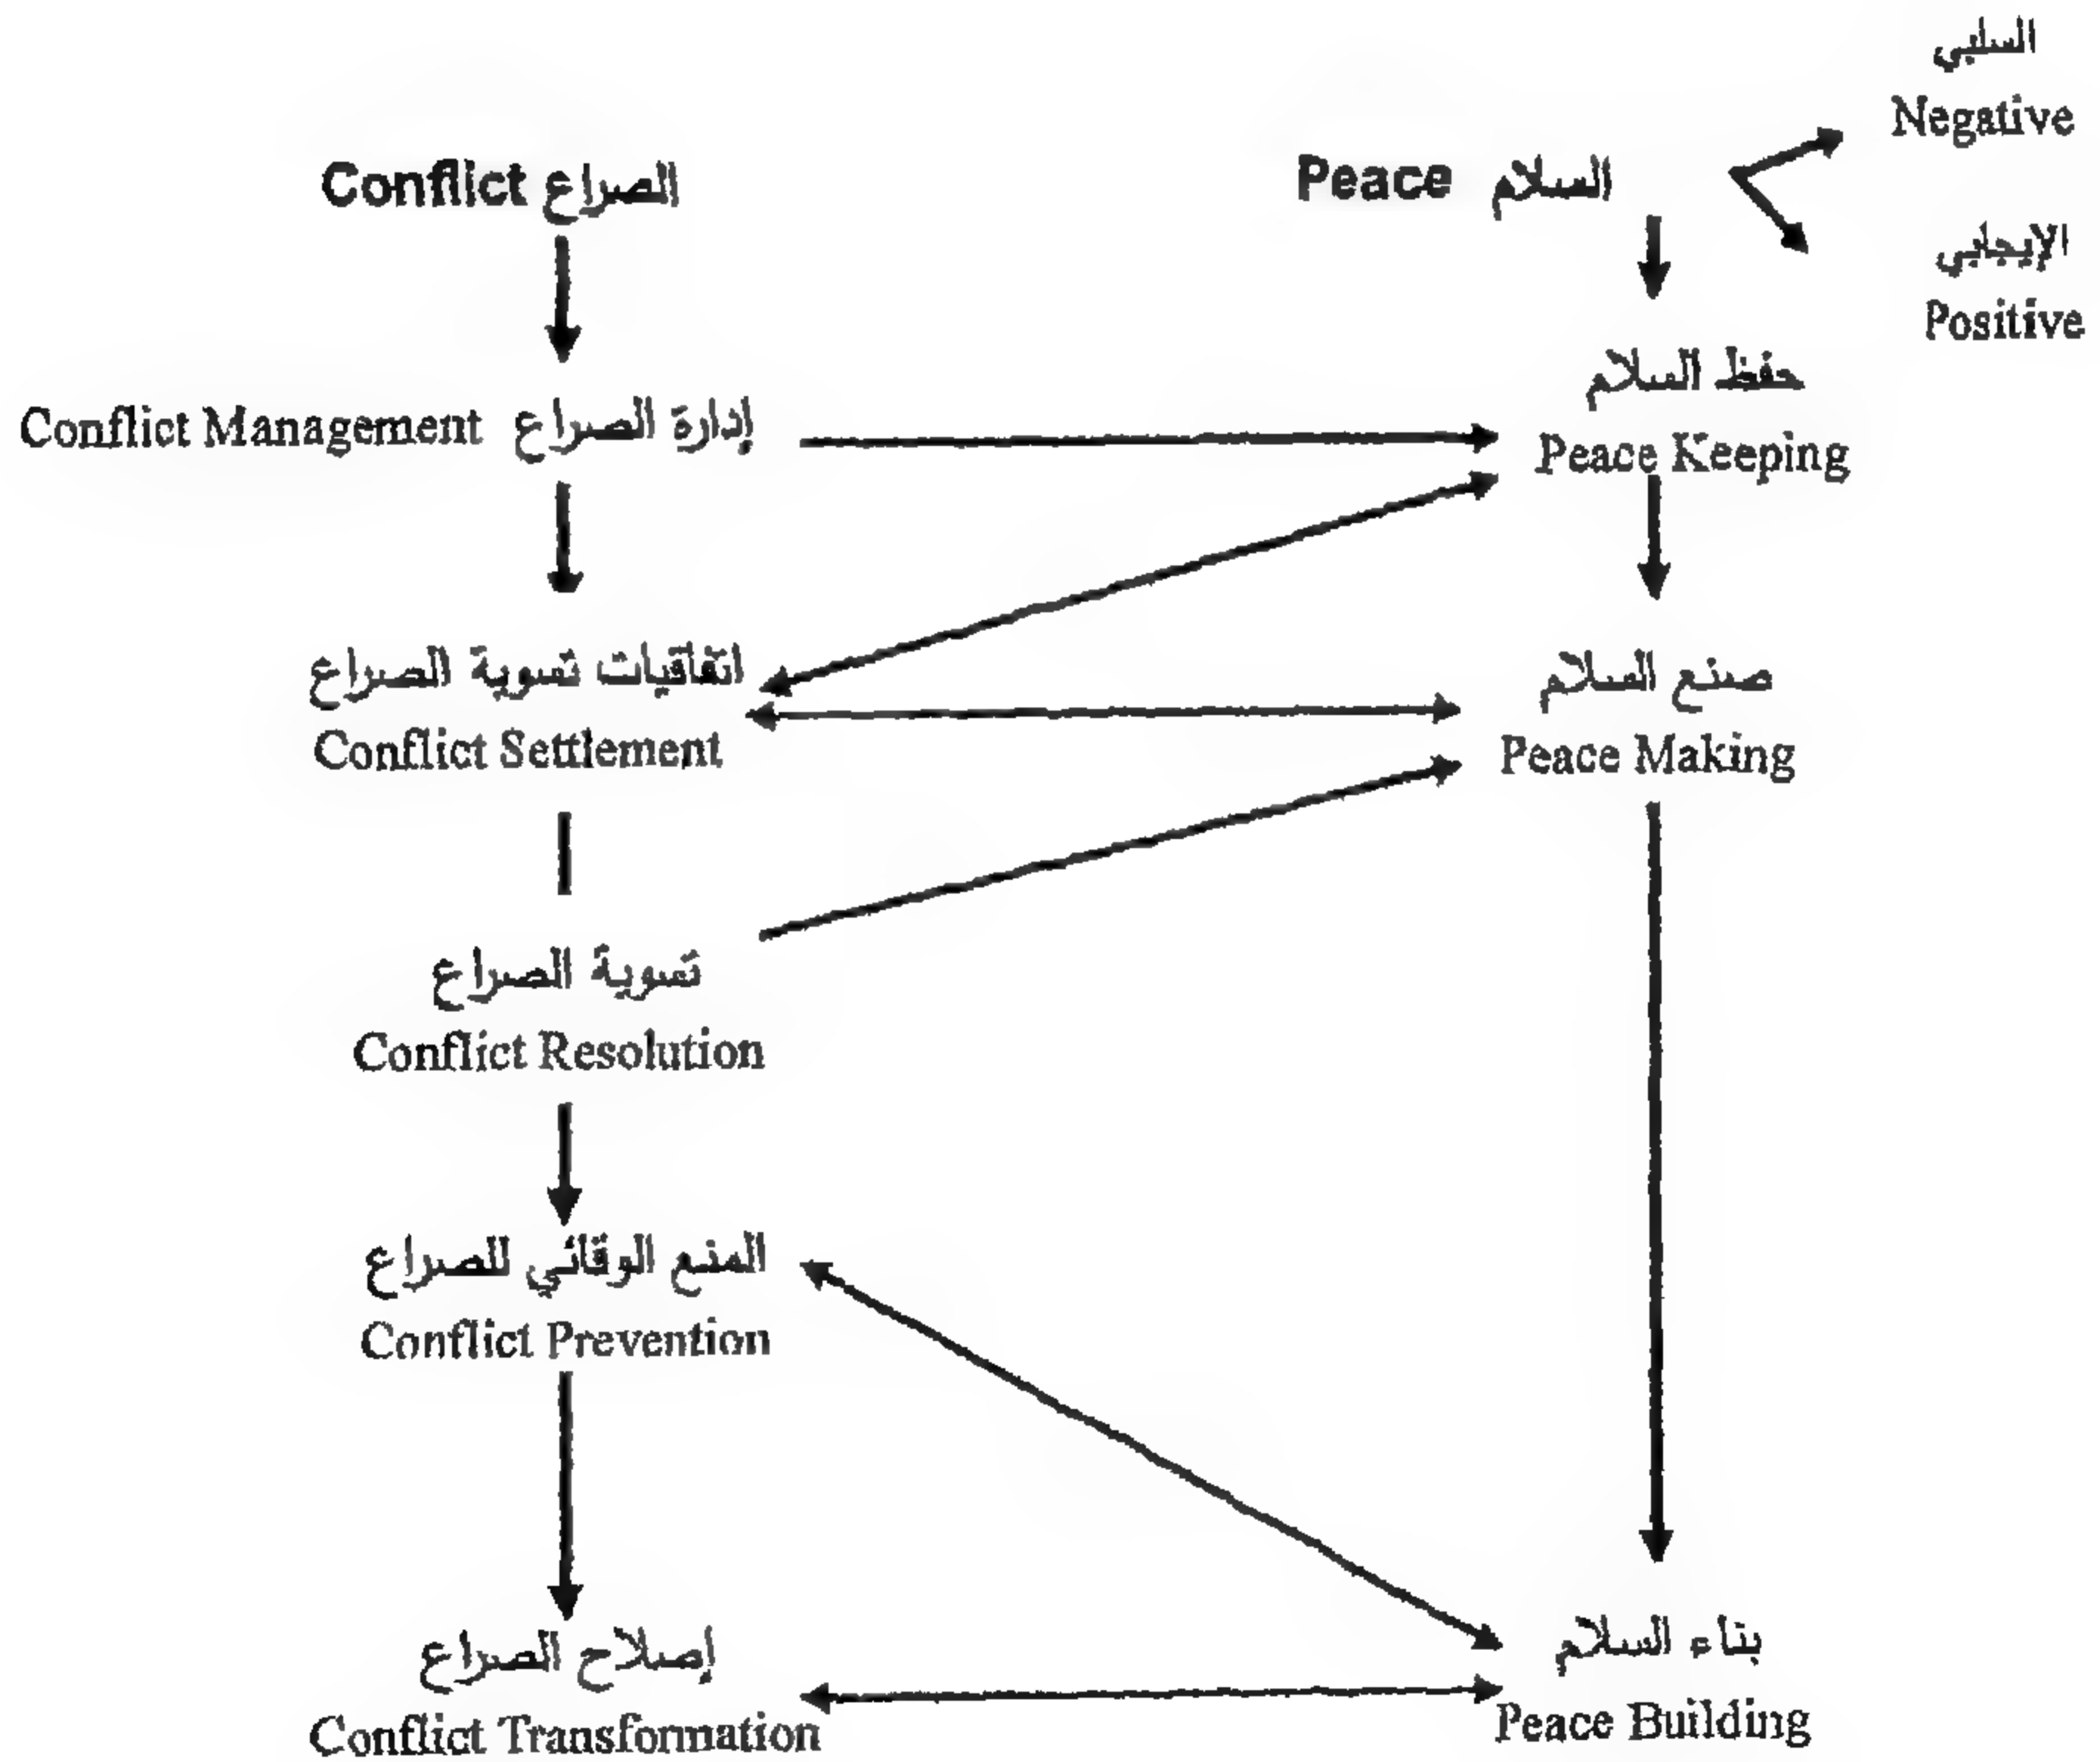 السلبي
Negative
Conflict الصراع
Peace السلام
الإيجابي
Positive
حفظ السلام
Peace Keeping
Conflict Management إدارة الصراع
اتفاقيات تسوية الصراع
Conflict Settlement
صنع السلام
Peace Making
تسوية الصراع
Conflict Resolution
المنع الوقائي للصراع
Conflict Prevention
إصلاح الصراع
Conflict Transformation
بناء السلام
Peace Building